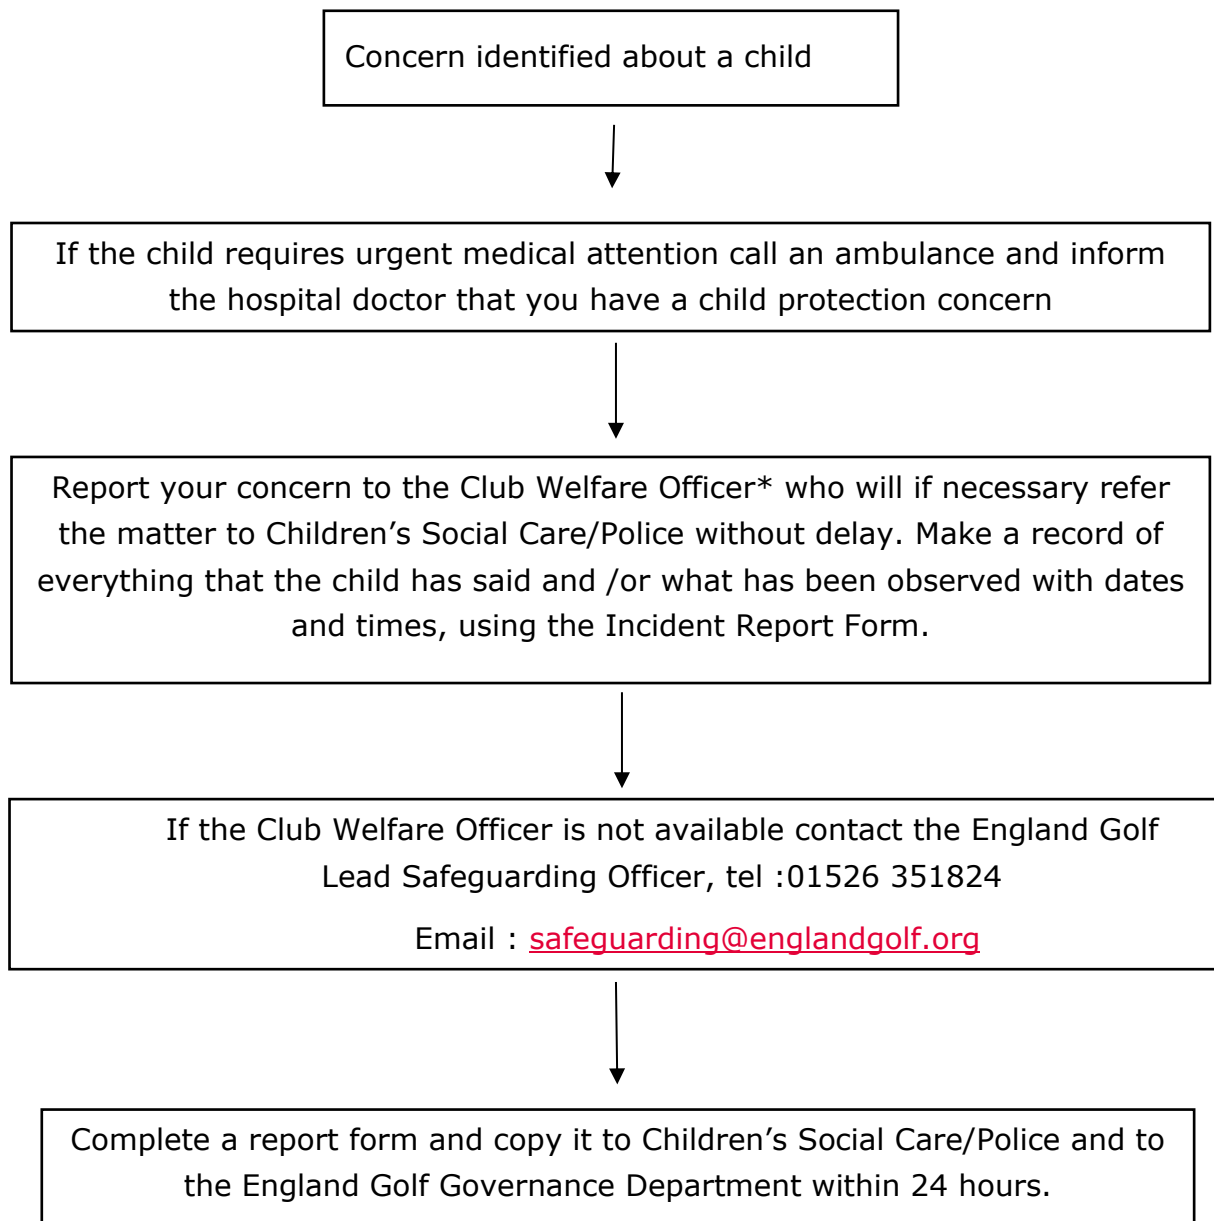 Concern identified about a child
If the child requires urgent medical attention call an ambulance and inform
the hospital doctor that you have a child protection concern
Report your concern to the Club Welfare Officer* who will if necessary refer
the matter to Children’s Social Care/Police without delay. Make a record of
everything that the child has said and /or what has been observed with dates
and times, using the Incident Report Form.
If the Club Welfare Officer is not available contact the England Golf
Lead Safeguarding Officer, tel :01526 351824
Email : safeguarding@englandgolf.org
Complete a report form and copy it to Children’s Social Care/Police and to
the England Golf Governance Department within 24 hours.